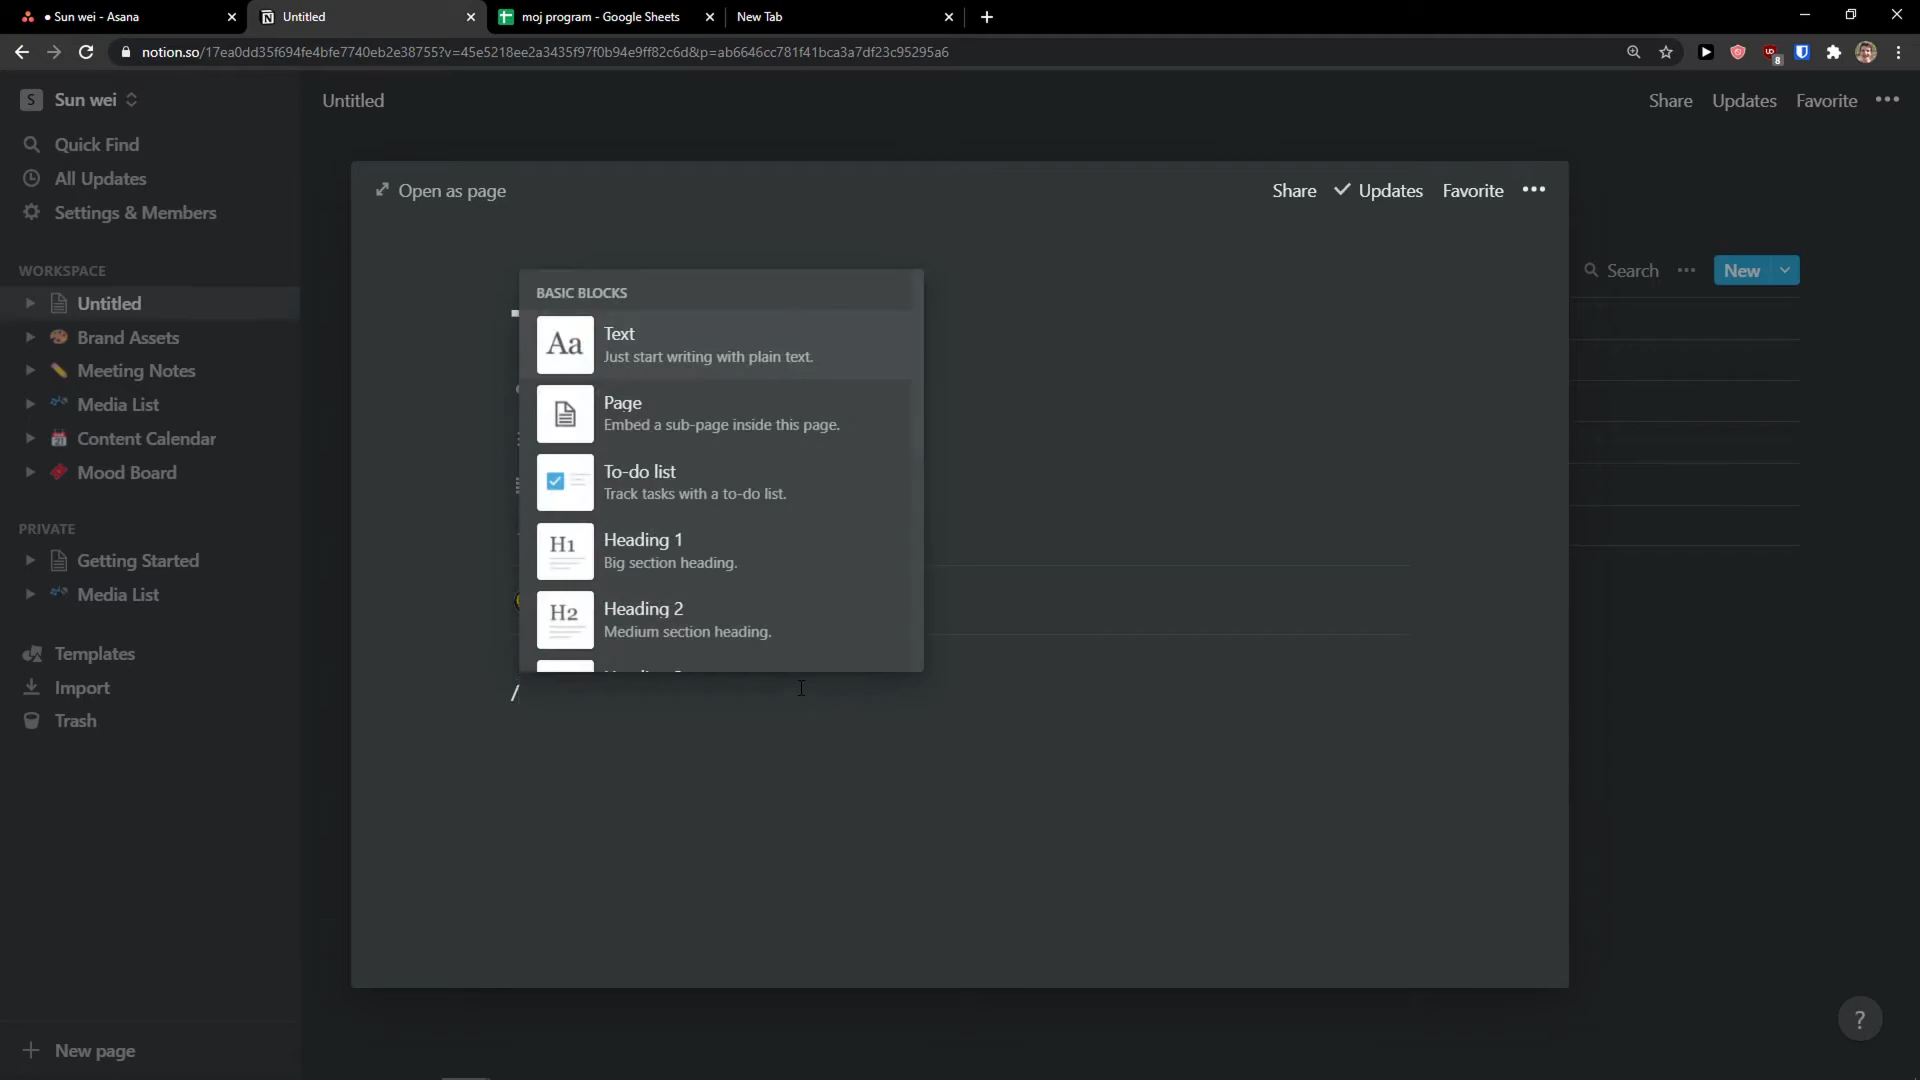 ● Sun wei - Asana
Untitled
moj program - Google Sheets
New Tab
notion.so/17ea0dd35f694fe4bfe7740eb2e38755?v=45e5218ee2a3435f97f0b94e9ff82c6d&p=ab6646cc781f41bca3a7df23c95295a6
8
S Sun wei
Untitled
Share Updates Favorite •••
Quick Find
All Updates
Settings & Members
Open as page
Share Updates Favorite •••
WORKSPACE
Untitled
Brand Assets
Meeting Notes
Media List
Content Calendar
Mood Board
Search ••• New
BASIC BLOCKS
Aa Text
Just start writing with plain text.
Page
Embed a sub-page inside this page.
To-do list
Track tasks with a to-do list.
H1 Heading 1
Big section heading.
H2 Heading 2
Medium section heading.
/
PRIVATE
Getting Started
Media List
Templates
Import
Trash
+ New page
?